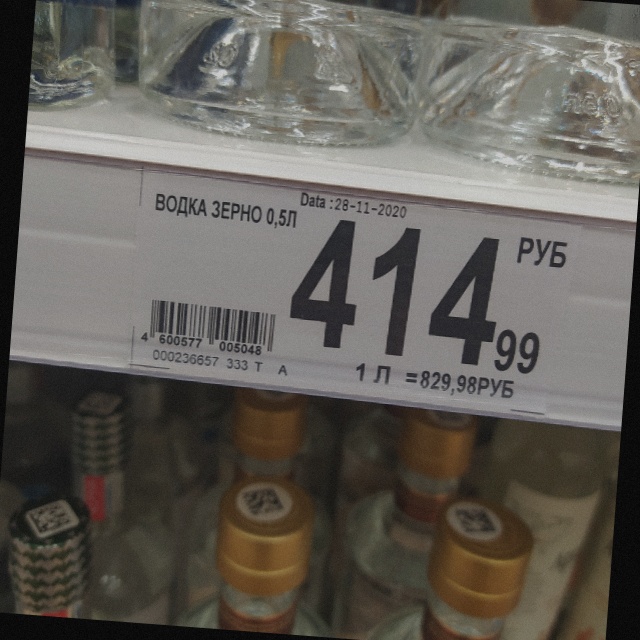 Data :28-11-2020
ВОДКА ЗЕРНО 0,5Л
414 99 РУБ
4 600577 005048
000236657 333 Т А
1 Л =829,98РУБ